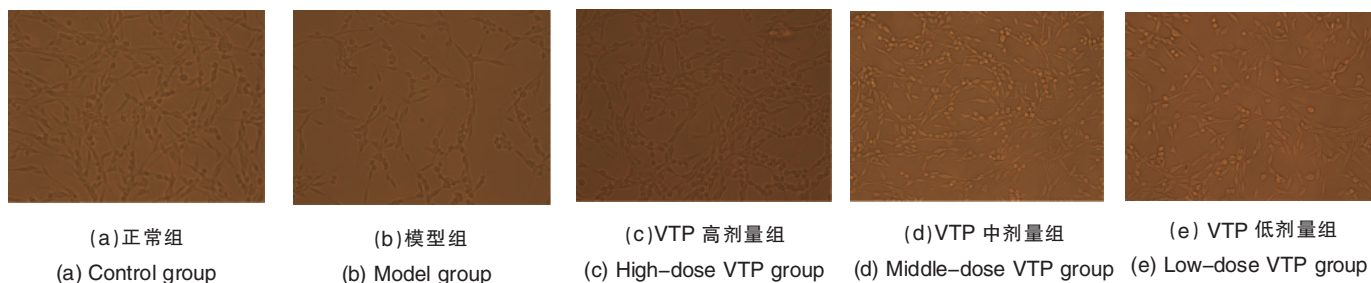 (a)正常组
(a) Control group
(b)模型组
(b) Model group
(c)VTP 高剂量组
(c) High-dose VTP group
(d)VTP 中剂量组
(d) Middle-dose VTP group
(e) VTP 低剂量组
(e) Low-dose VTP group